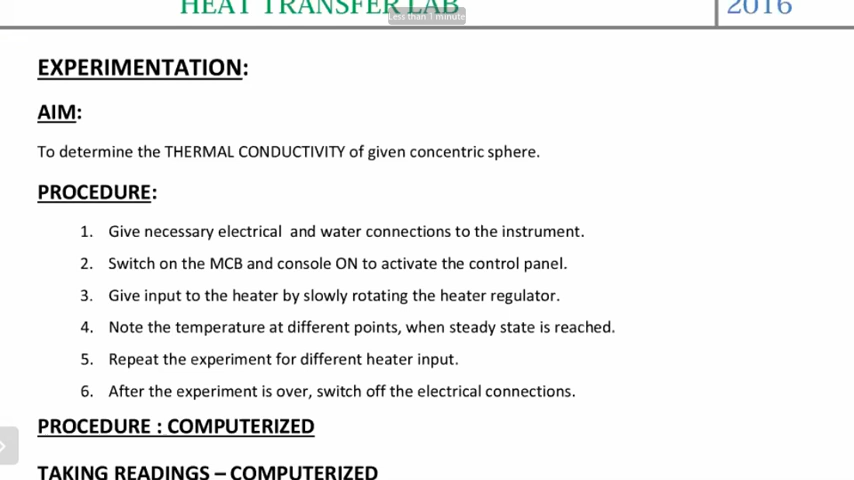 HEAT TRANSFER LAB 2016
Less than 1 minute
EXPERIMENTATION:
AIM:
To determine the THERMAL CONDUCTIVITY of given concentric sphere.
PROCEDURE:
1. Give necessary electrical and water connections to the instrument.
2. Switch on the MCB and console ON to activate the control panel.
3. Give input to the heater by slowly rotating the heater regulator.
4. Note the temperature at different points, when steady state is reached.
5. Repeat the experiment for different heater input.
6. After the experiment is over, switch off the electrical connections.
PROCEDURE : COMPUTERIZED
TAKING READINGS – COMPUTERIZED